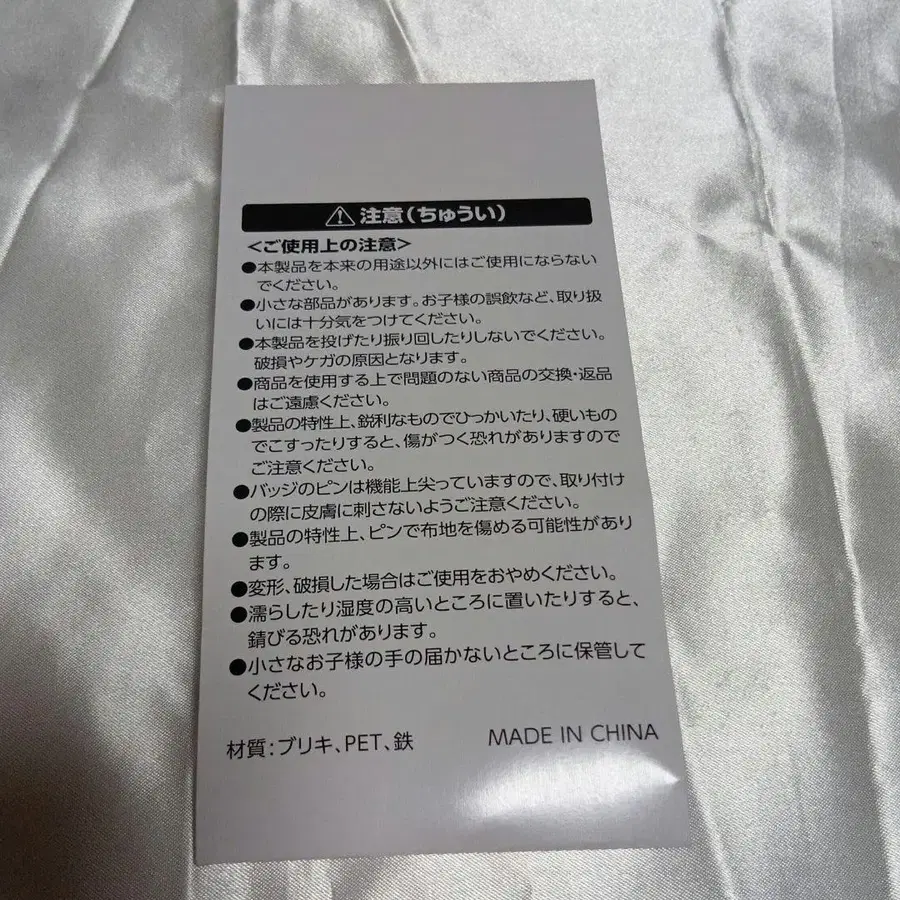 ⚠注意(ちゅうい)
<ご使用上の注意>
●本製品を本来の用途以外にはご使用にならない
でください。
●小さな部品があります。お子様の誤飲など、取り扱
いには十分気をつけてください。
●本製品を投げたり振り回したりしないでください。
破損やケガの原因となります。
●商品を使用する上で問題のない商品の交換・返品
はご遠慮ください。
●製品の特性上、鋭利なものでひっかいたり、硬いもの
でこすったりすると、傷がつく恐れがありますので
ご注意ください。
●バッジのピンは機能上尖っていますので、取り付け
の際に皮膚に刺さないようご注意ください。
●製品の特性上、ピンで布地を傷める可能性があり
ます。
●変形、破損した場合はご使用をおやめください。
●濡らしたり湿度の高いところに置いたりすると、
錆びる恐れがあります。
●小さなお子様の手の届かないところに保管して
ください。
材質:ブリキ、PET、鉄 MADE IN CHINA